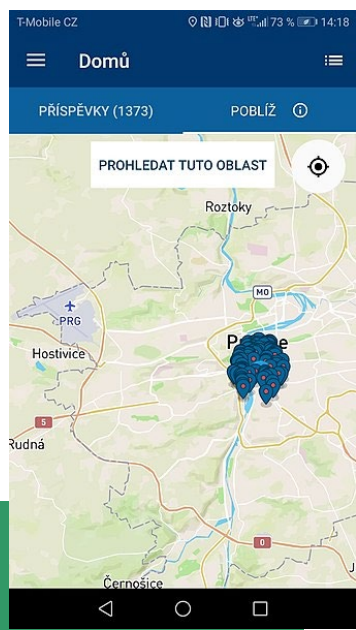 T-Mobile CZ 73 % 14:18
Domů
PŘÍSPĚVKY (1373) POBLÍŽ
PROHLEDAT TUTO OBLAST
Roztoky
MO
PRG
Hostivice
5
Rudná
0
Černošice